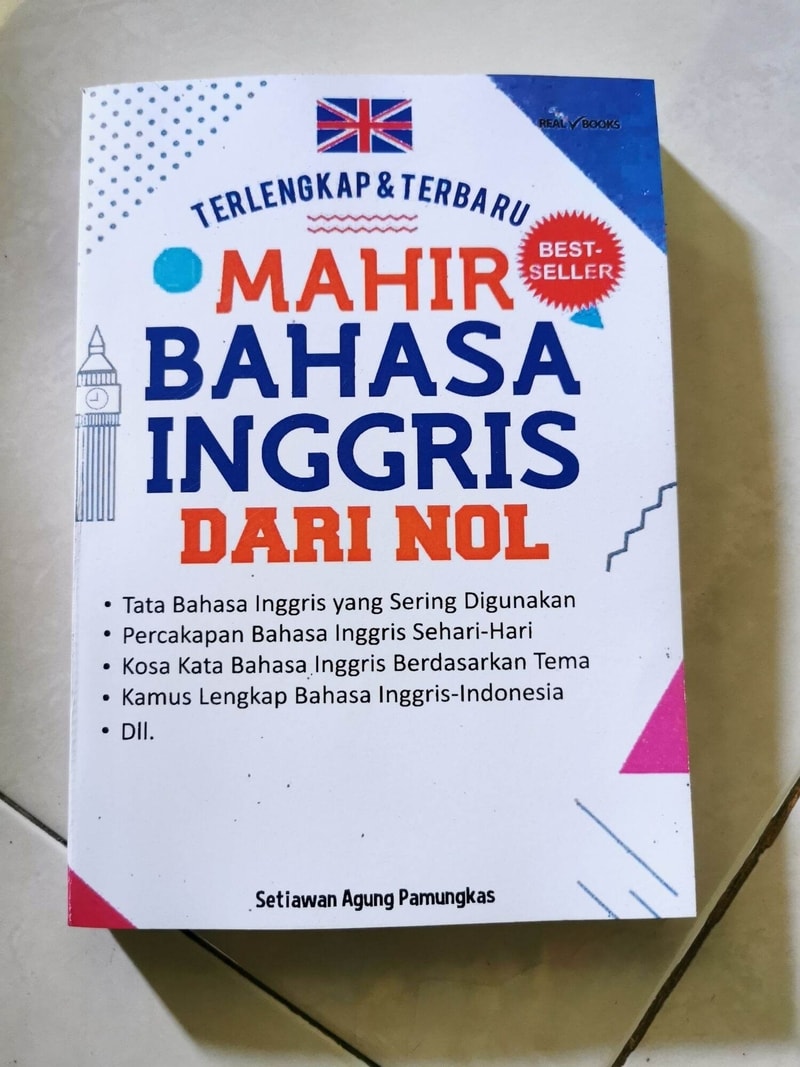 REAL BOOKS
TERLENGKAP & TERBARU
BEST-
SELLER
MAHIR
BAHASA
INGGRIS
DARI NOL
• Tata Bahasa Inggris yang Sering Digunakan
• Percakapan Bahasa Inggris Sehari-Hari
• Kosa Kata Bahasa Inggris Berdasarkan Tema
• Kamus Lengkap Bahasa Inggris-Indonesia
• Dll.
Setiawan Agung Pamungkas